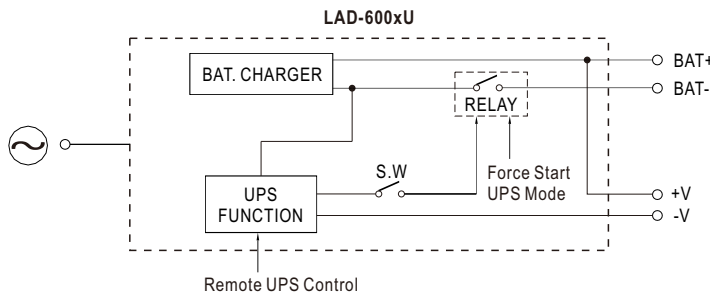 LAD-600xU
BAT. CHARGER
BAT+
BAT-
RELAY
S.W
Force Start
UPS Mode
UPS
FUNCTION
+V
-V
Remote UPS Control